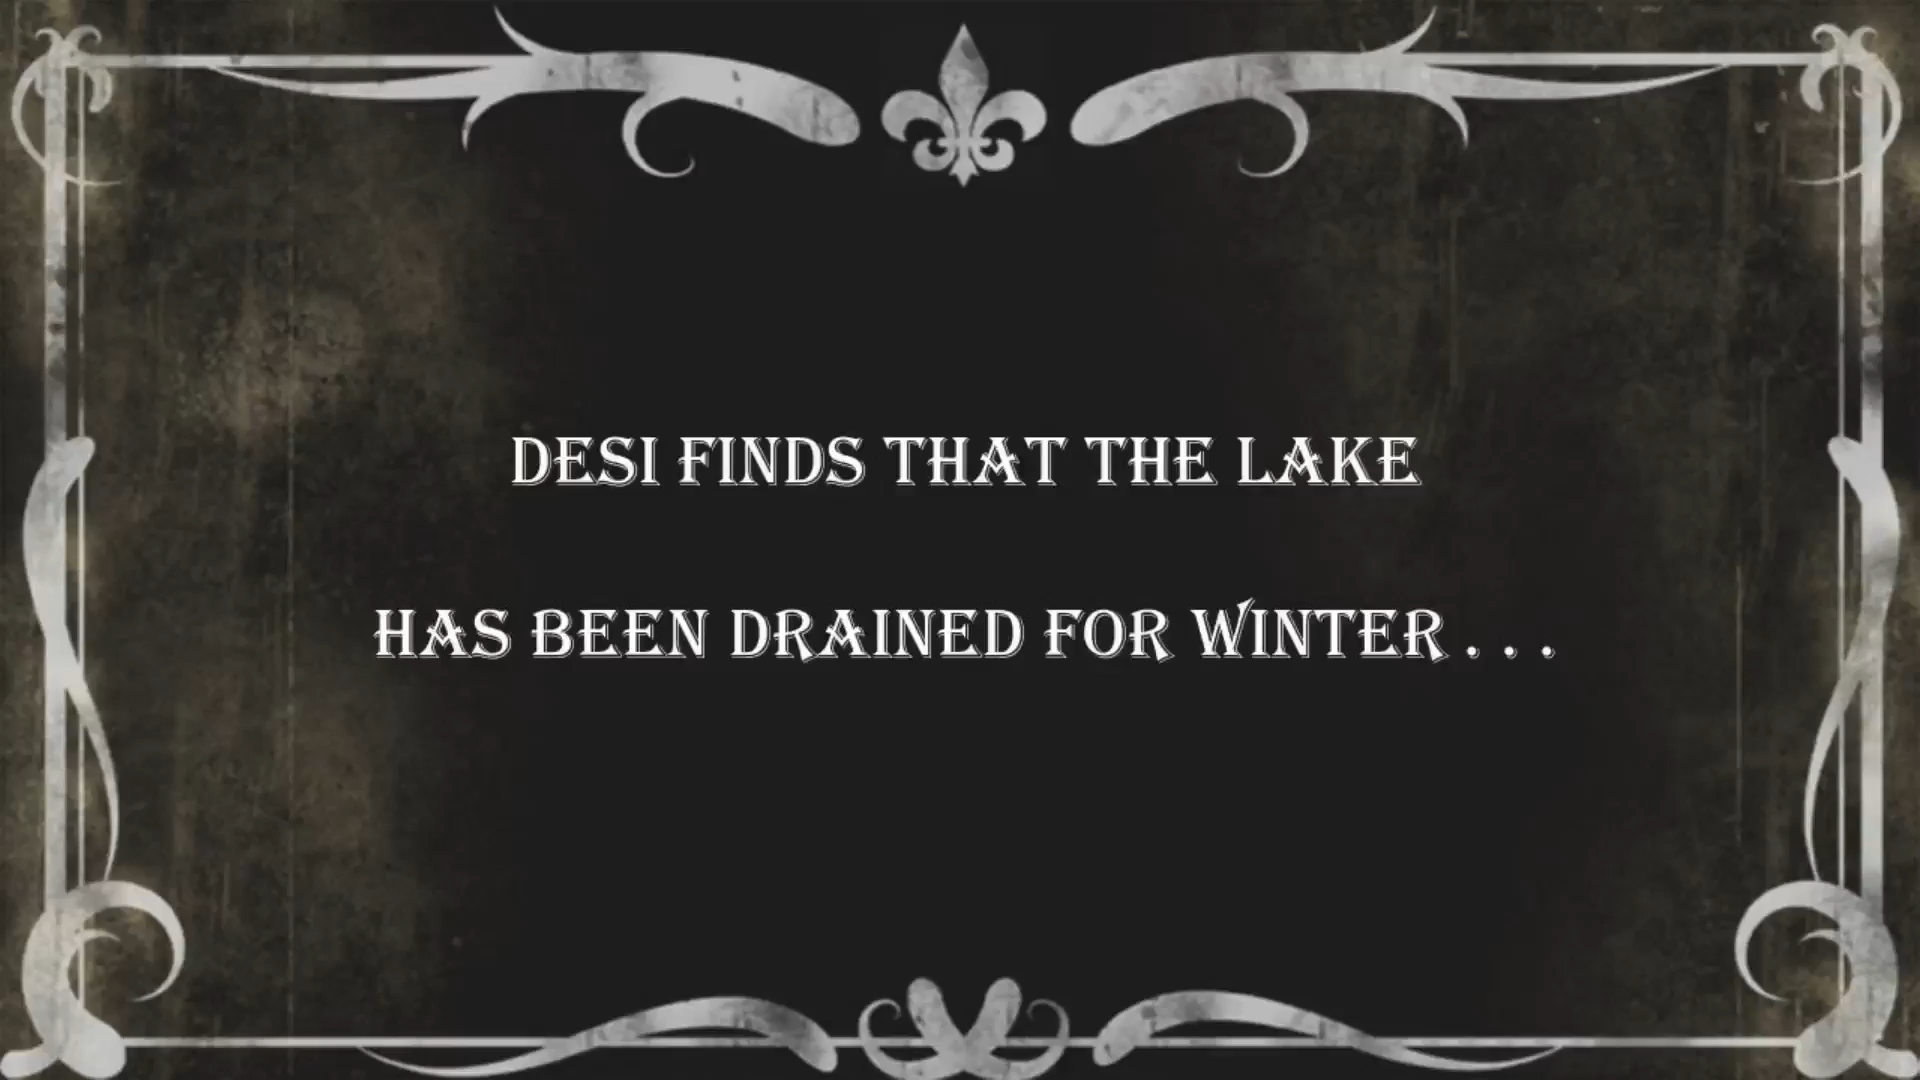 DESI FINDS THAT THE LAKE
HAS BEEN DRAINED FOR WINTER . . .